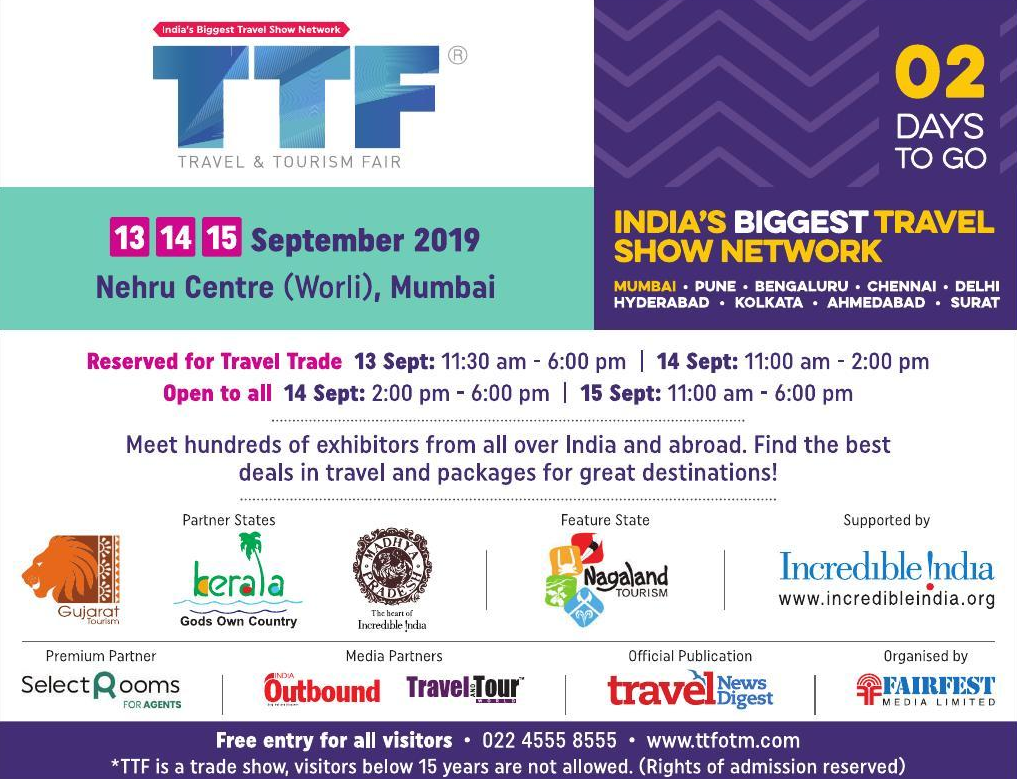 India's Biggest Travel Show Network
TTF®
TRAVEL & TOURISM FAIR
02
DAYS
TO GO
13 14 15 September 2019
Nehru Centre (Worli), Mumbai
INDIA'S BIGGEST TRAVEL
SHOW NETWORK
MUMBAI • PUNE • BENGALURU • CHENNAI • DELHI
HYDERABAD • KOLKATA • AHMEDABAD • SURAT
Reserved for Travel Trade 13 Sept: 11:30 am - 6:00 pm | 14 Sept: 11:00 am - 2:00 pm
Open to all 14 Sept: 2:00 pm - 6:00 pm | 15 Sept: 11:00 am - 6:00 pm
Meet hundreds of exhibitors from all over India and abroad. Find the best
deals in travel and packages for great destinations!
Partner States
Gujarat
Tourism
kerala
Gods Own Country
MADHYA
PRADESH
The heart of
Incredible !ndia
Feature State
Nagaland
TOURISM
Supported by
Incredible !ndia
www.incredibleindia.org
Premium Partner
SelectRooms
FOR AGENTS
Media Partners
INDIA
Outbound
Travel AND Tour™
WORLD
Official Publication
travel News
Digest
Organised by
FAIRFEST
MEDIA LIMITED
Free entry for all visitors • 022 4555 8555 • www.ttfotm.com
*TTF is a trade show, visitors below 15 years are not allowed. (Rights of admission reserved)